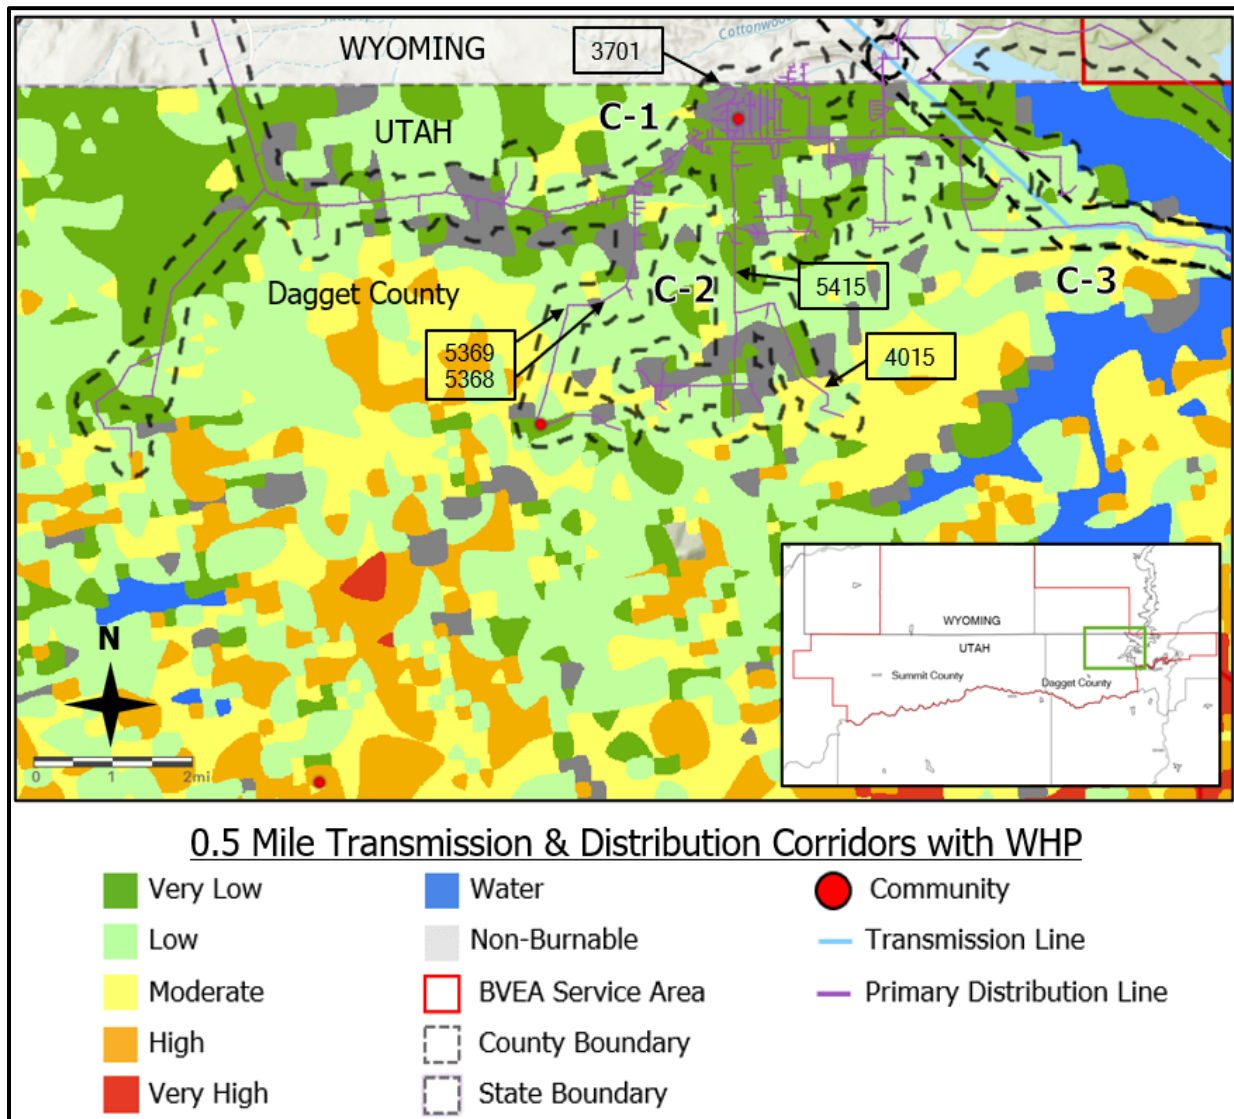 WYOMING
Cottonwood
3701
C-1
UTAH
Dagget County
C-2
5415
C-3
5369
5368
4015
N
0 1 2mi
WYOMING
UTAH
Summit County
Dagget County
0.5 Mile Transmission & Distribution Corridors with WHP
Very Low
Water
Community
Low
Non-Burnable
Transmission Line
Moderate
BVEA Service Area
Primary Distribution Line
High
County Boundary
Very High
State Boundary